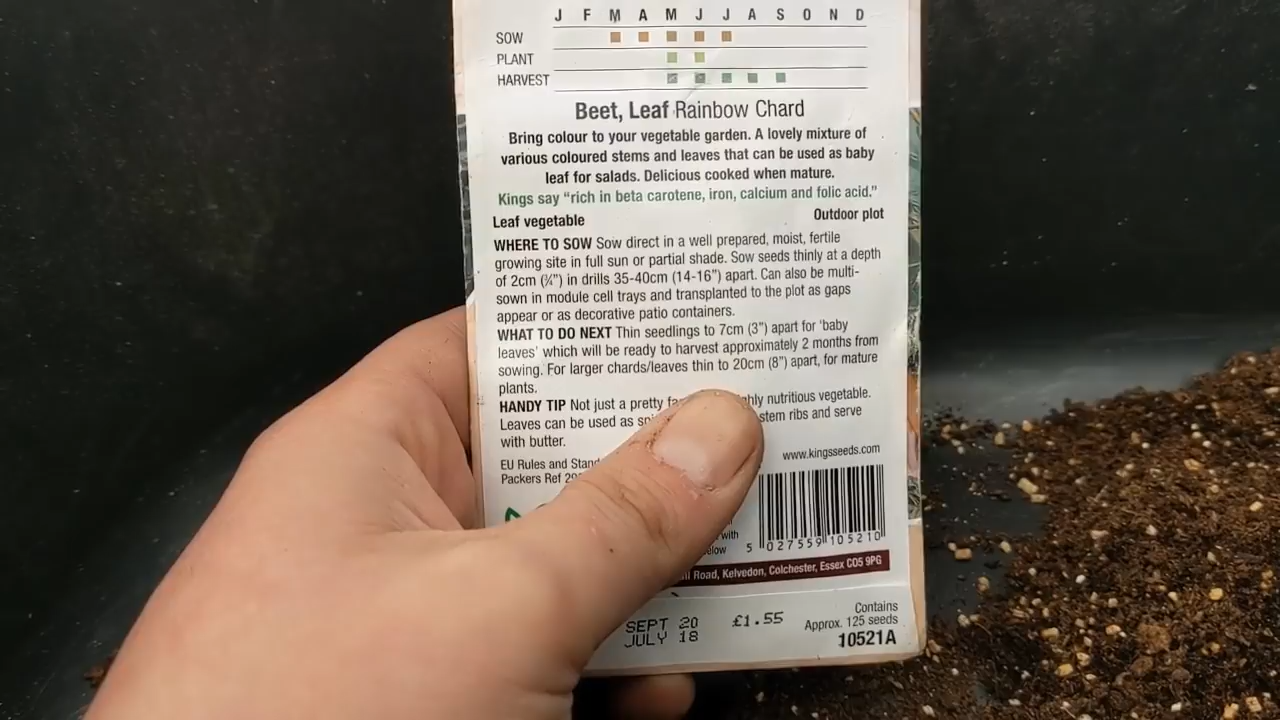 J F M A M J J A S O N D
SOW
PLANT
HARVEST
Beet, Leaf Rainbow Chard
Bring colour to your vegetable garden. A lovely mixture of
various coloured stems and leaves that can be used as baby
leaf for salads. Delicious cooked when mature.
Kings say “rich in beta carotene, iron, calcium and folic acid.”
Leaf vegetable Outdoor plot
WHERE TO SOW Sow direct in a well prepared, moist, fertile
growing site in full sun or partial shade. Sow seeds thinly at a depth
of 2cm (¾”) in drills 35-40cm (14-16”) apart. Can also be multi-
sown in module cell trays and transplanted to the plot as gaps
appear or as decorative patio containers.
WHAT TO DO NEXT Thin seedlings to 7cm (3”) apart for ‘baby
leaves’ which will be ready to harvest approximately 2 months from
sowing. For larger chards/leaves thin to 20cm (8”) apart, for mature
plants.
HANDY TIP Not just a pretty nutritious vegetable.
Leaves can be used as stem ribs and serve
with butter.
www.kingsseeds.com
EU Rules and
Packers Ref
with
5 027559 105210
Road, Kelvedon, Colchester, Essex CO5 9PG
SEPT 20 £1.55 Contains
JULY 18 Approx. 125 seeds
10521A